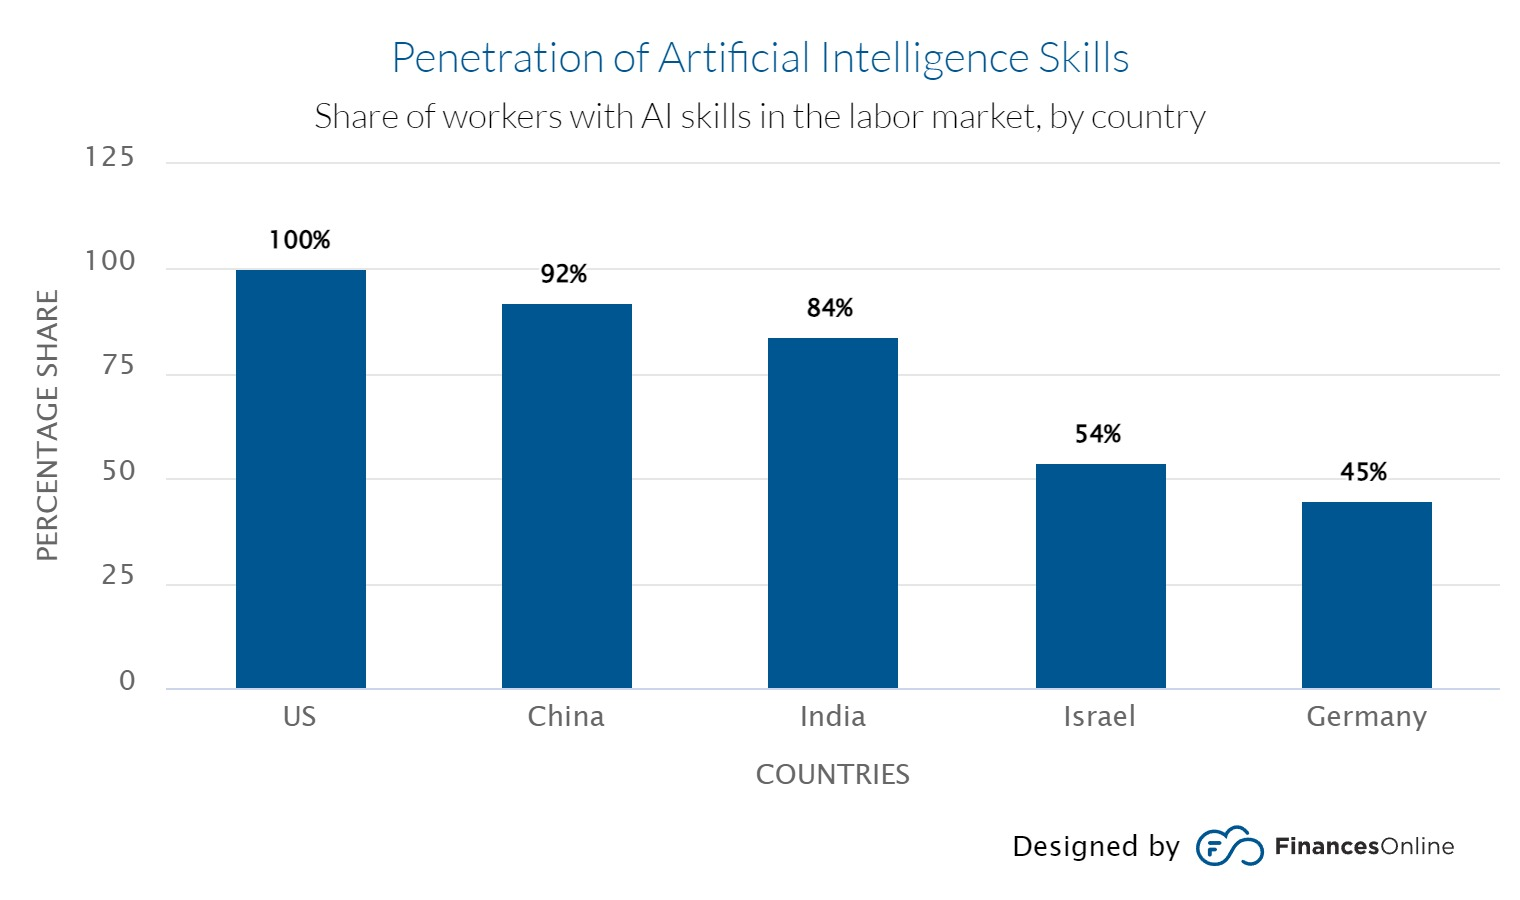 Penetration of Artificial Intelligence Skills
Share of workers with AI skills in the labor market, by country
125
100
75
50
25
0
PERCENTAGE SHARE
100%
92%
84%
54%
45%
US
China
India
Israel
Germany
COUNTRIES
Designed by F FinancesOnline